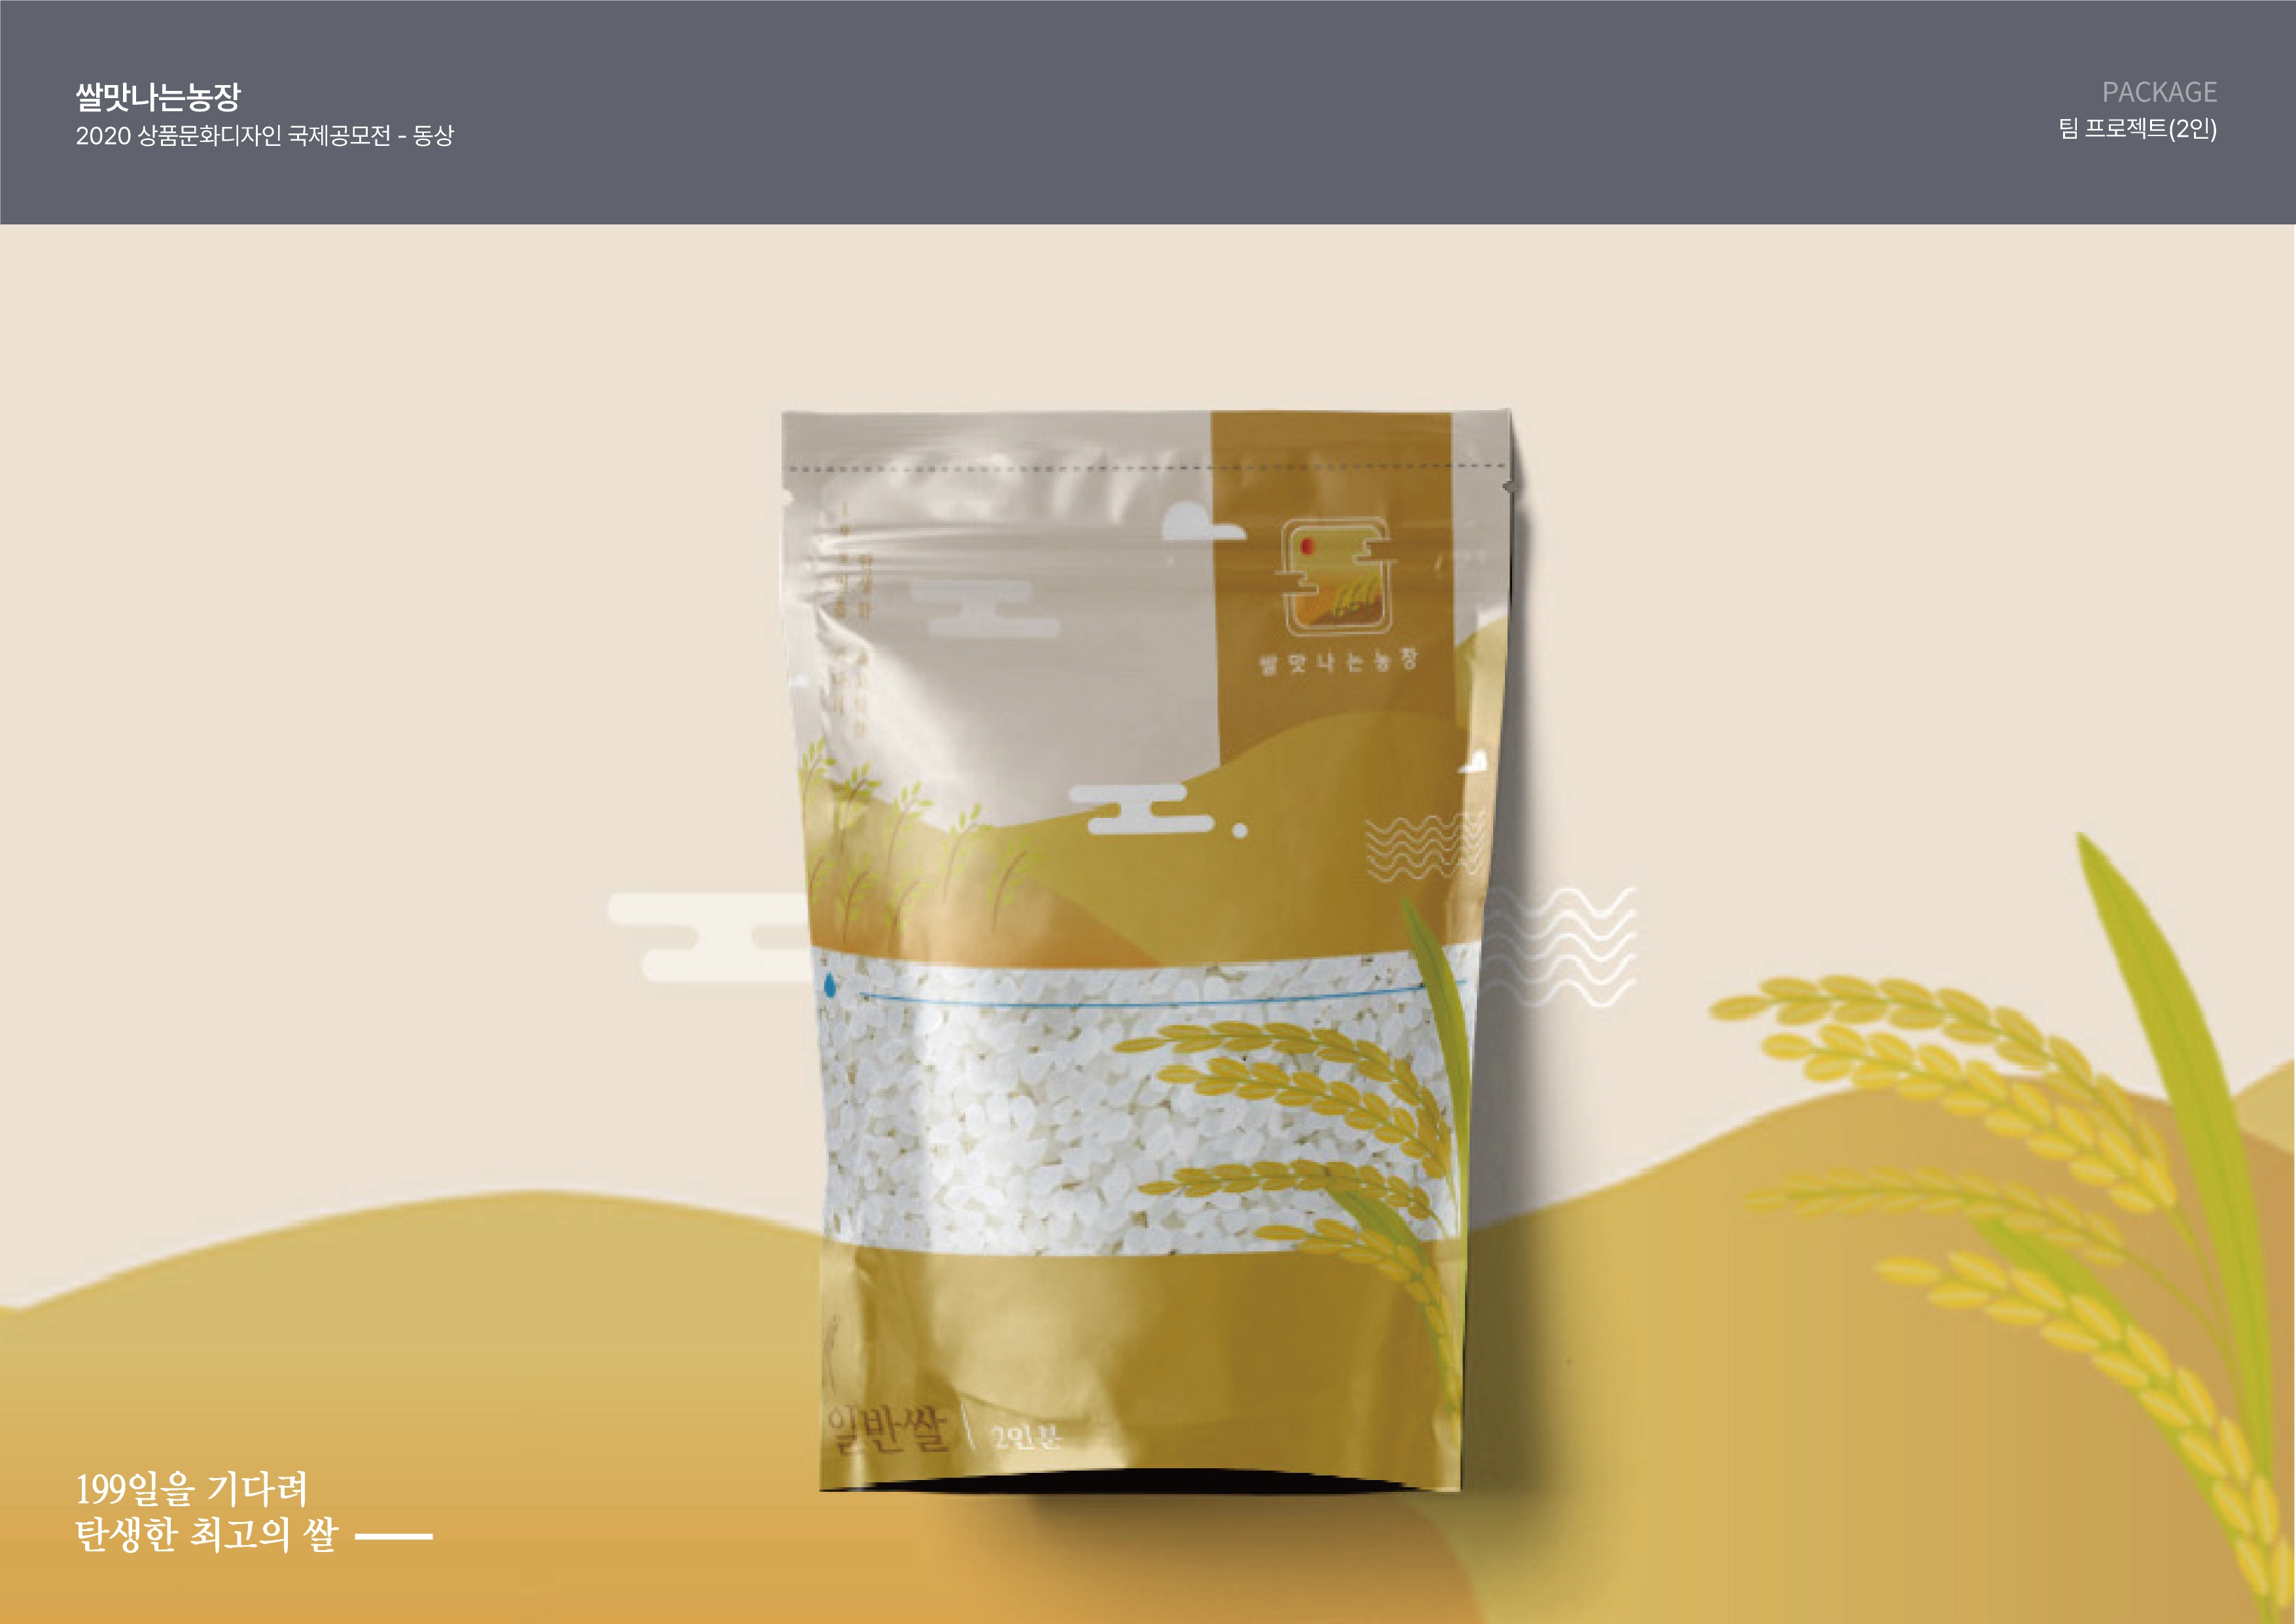 쌀맛나는농장
2020 상품문화디자인 국제공모전 - 동상
PACKAGE
팀 프로젝트(2인)
쌀맛나는농장
일반쌀
2인분
199일을 기다려
탄생한 최고의 쌀